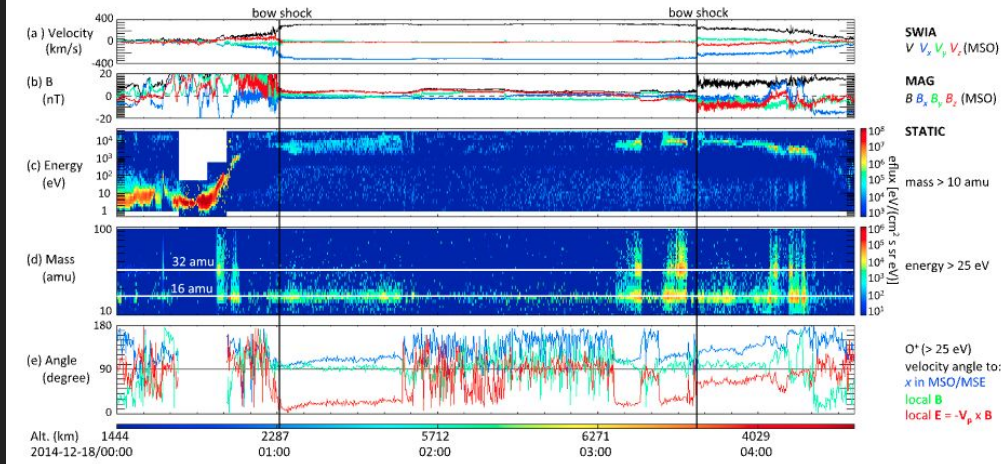 bow shock bow shock
(a ) Velocity
(km/s)
400
0
-400
SWIA
V Vx Vy Vz (MSO)
(b) B
(nT)
20
0
-20
MAG
B Bx By Bz (MSO)
STATIC
(c) Energy
(eV)
10⁴
10³
10²
10
1
10⁸
10⁷
10⁶
10⁵
10⁴
10³
eflux [eV/(cm² s sr eV)]
mass > 10 amu
(d) Mass
(amu)
100
10
32 amu
16 amu
10⁶
10⁵
10⁴
10³
10²
10¹
energy > 25 eV
(e) Angle
(degree)
180
90
0
O⁺ (> 25 eV)
velocity angle to:
x in MSO/MSE
local B
local E = -Vp x B
Alt. (km) 1444 2287 5712 6271 4029
2014-12-18/00:00 01:00 02:00 03:00 04:00